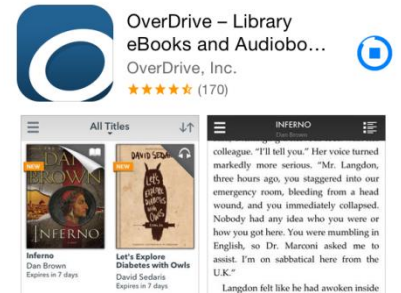 OverDrive – Library
eBooks and Audiobo...
OverDrive, Inc.
(170)
All Titles
NEW
DAN
BROWN
INFERNO
Inferno
Dan Brown
Expires in 7 days
NEW
DAVID SEDARIS
LET'S
EXPLORE
DIABETES
WITH OWLS
Let's Explore
Diabetes with Owls
David Sedaris
Expires in 7 days
INFERNO
Dan Brown
colleague. “I'll tell you.” Her voice turned
markedly more serious. “Mr. Langdon,
three hours ago, you staggered into our
emergency room, bleeding from a head
wound, and you immediately collapsed.
Nobody had any idea who you were or
how you got here. You were mumbling in
English, so Dr. Marconi asked me to
assist. I'm on sabbatical here from the
U.K.”
Langdon felt like he had awoken inside